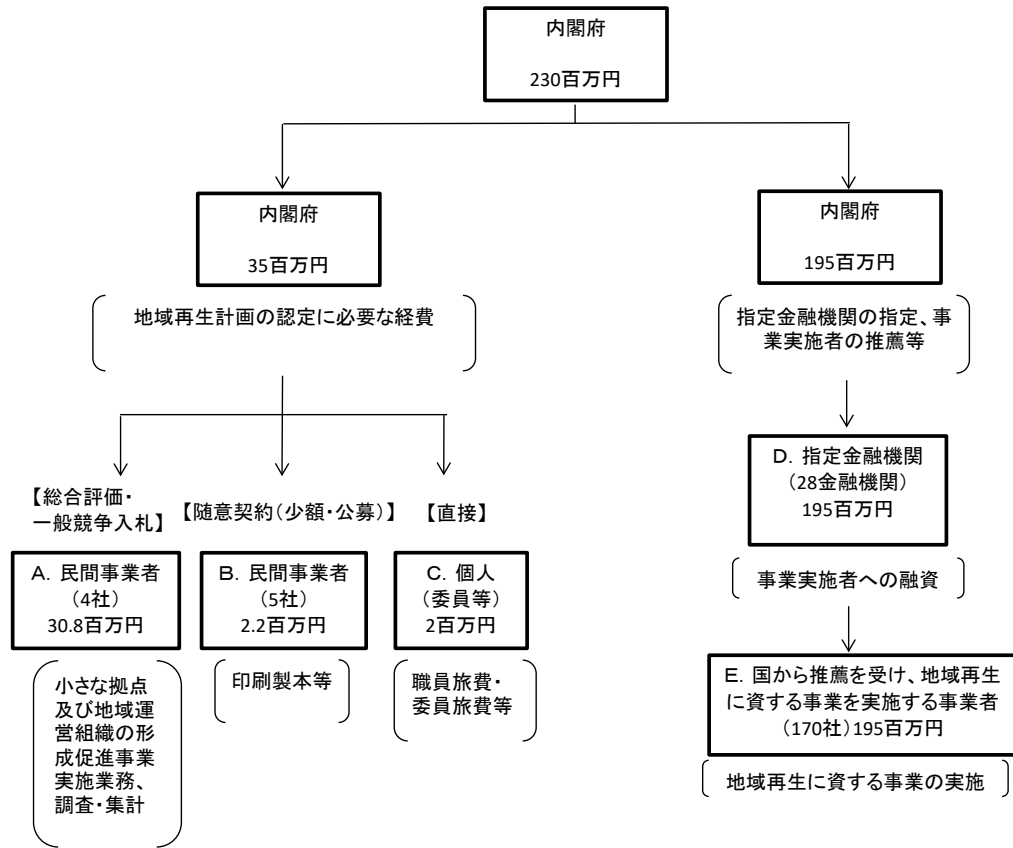 内閣府
230百万円
内閣府
35百万円
地域再生計画の認定に必要な経費
【総合評価・
一般競争入札】
A. 民間事業者
(4社)
30.8百万円
小さな拠点
及び地域運
営組織の形
成促進事業
実施業務、
調査・集計
【随意契約(少額・公募)】
B. 民間事業者
(5社)
2.2百万円
印刷製本等
【直接】
C. 個人
(委員等)
2百万円
職員旅費・
委員旅費等
内閣府
195百万円
指定金融機関の指定、事
業実施者の推薦等
D. 指定金融機関
(28金融機関)
195百万円
事業実施者への融資
E. 国から推薦を受け、地域再生
に資する事業を実施する事業者
(170社)195百万円
地域再生に資する事業の実施